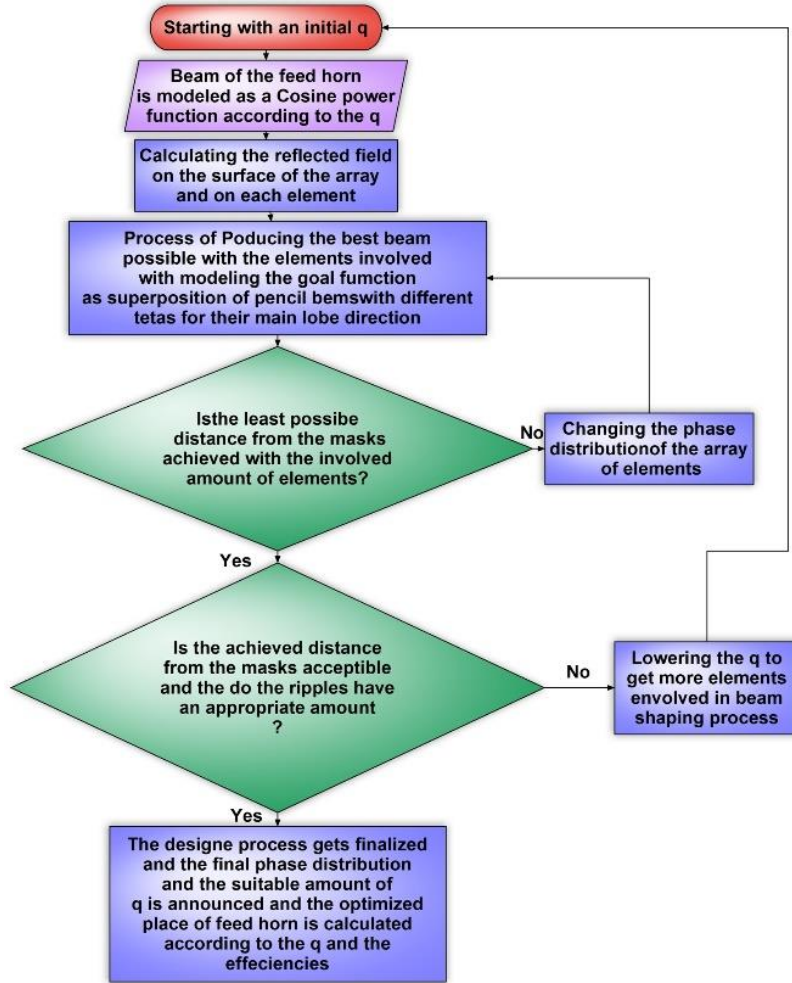 Starting with an initial q
Beam of the feed horn
is modeled as a Cosine power
function according to the q
Calculating the reflected field
on the surface of the array
and on each element
Process of Poducing the best beam
possible with the elements involved
with modeling the goal fumction
as superposition of pencil bemswith different
tetas for their main lobe direction
Isthe least possibe
distance from the masks
achieved with the involved
amount of elements?
No
Changing the phase
distributionof the array
of elements
Yes
Is the achieved distance
from the masks acceptible
and the do the ripples have
an appropriate amount
?
No
Lowering the q to
get more elements
envolved in beam
shaping process
Yes
The designe process gets finalized
and the final phase distribution
and the suitable amount of
q is announced and the optimized
place of feed horn is calculated
according to the q and the
effeciencies